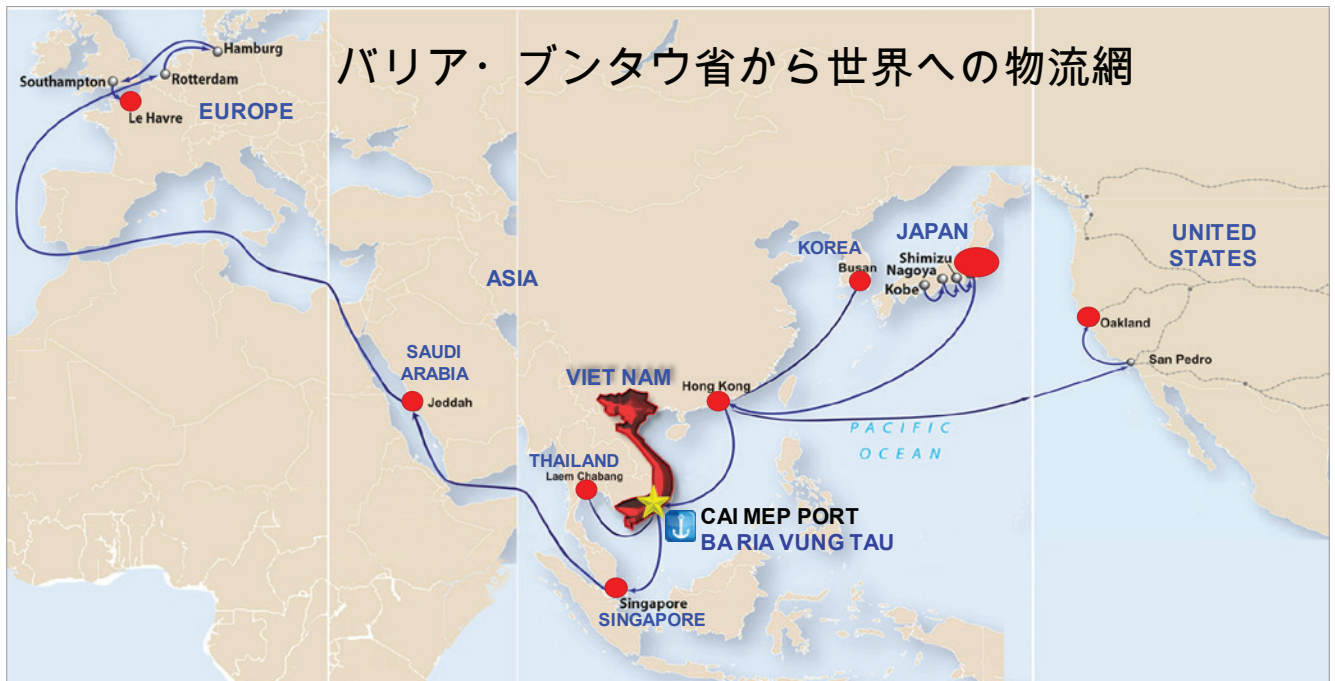 バリア・ブンタウ省から世界への物流網
Hamburg
Southampton
Rotterdam
Le Havre
EUROPE
ASIA
SAUDI
ARABIA
Jeddah
VIET NAM
THAILAND
Laem Chabang
Hong Kong
KOREA
Busan
JAPAN
Shimizu
Nagoya
Kobe
UNITED
STATES
Oakland
San Pedro
PACIFIC
OCEAN
CAI MEP PORT
BA RIA VUNG TAU
Singapore
SINGAPORE